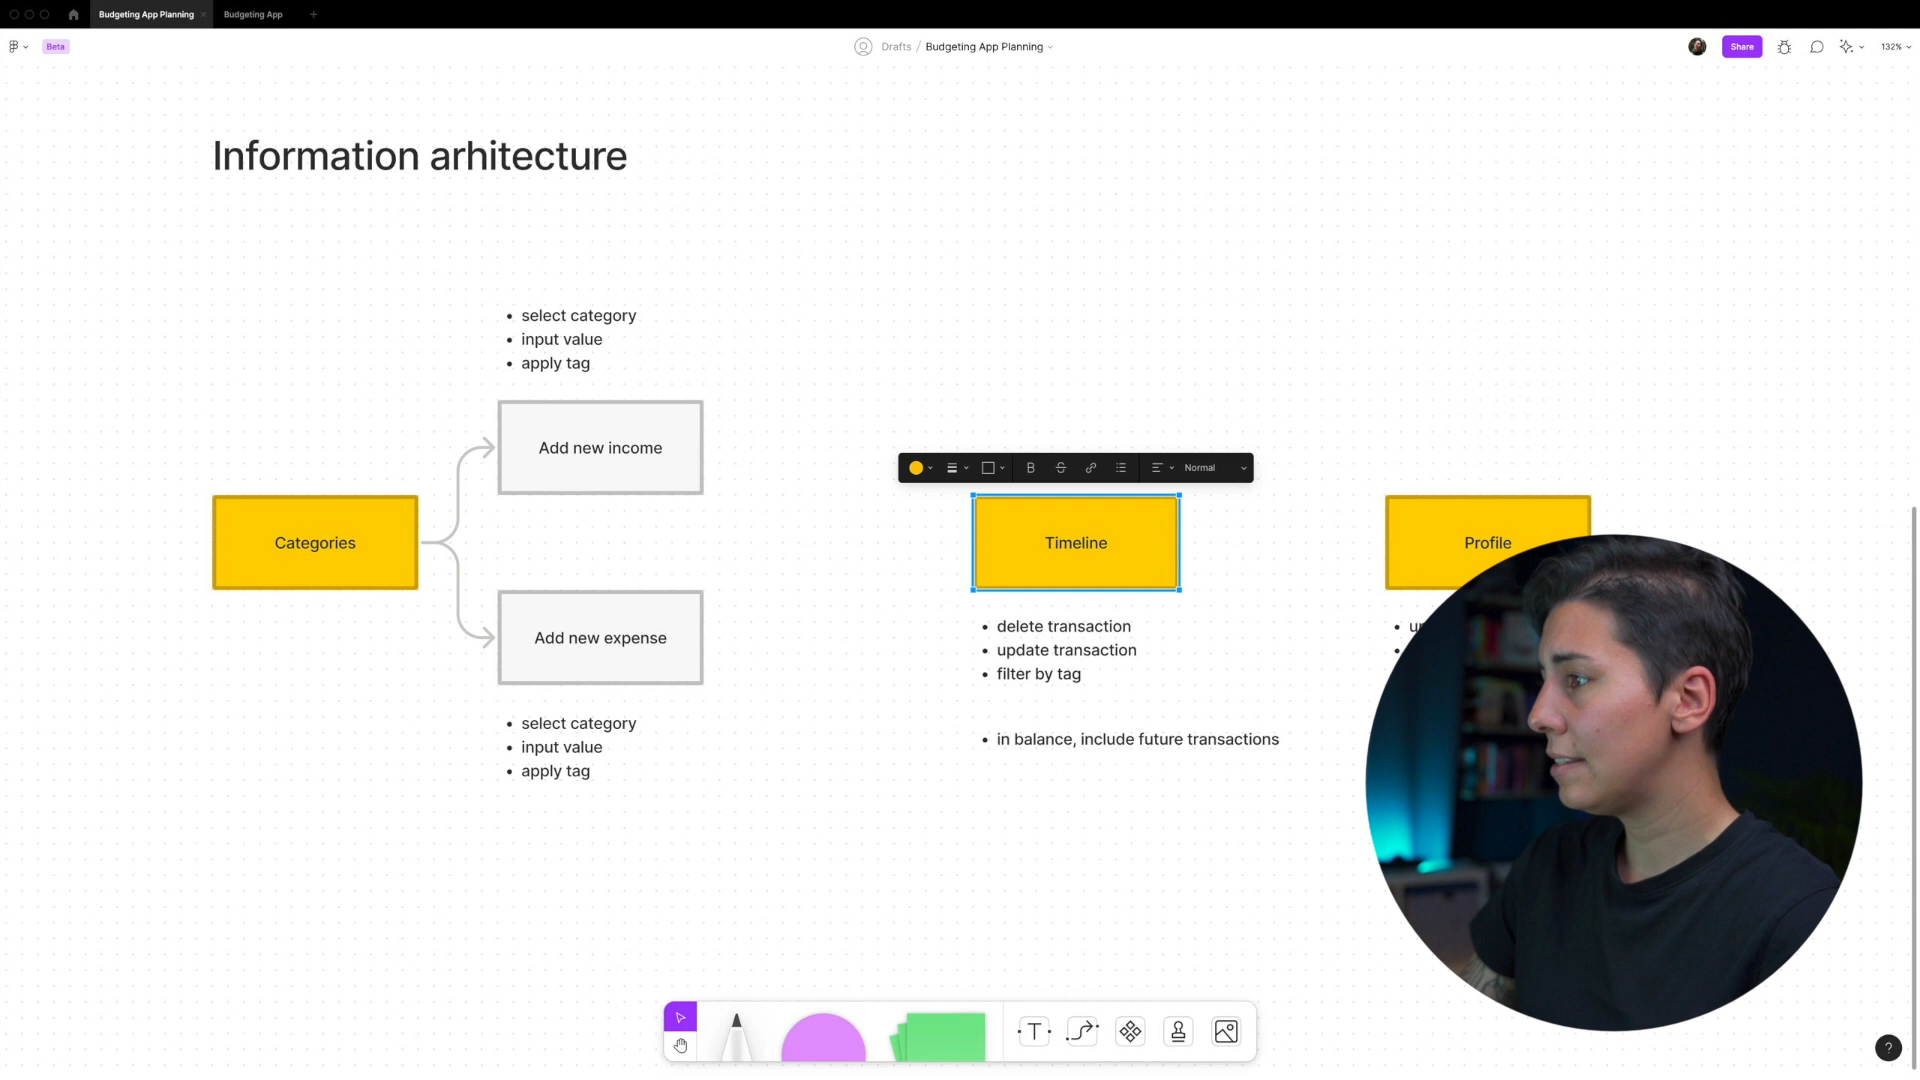 Budgeting App Planning
Budgeting App
Beta
Drafts / Budgeting App Planning
Share
132%
Information arhitecture
• select category
• input value
• apply tag
Add new income
Normal
Categories
Timeline
Profile
Add new expense
• delete transaction
• update transaction
• filter by tag
• select category
• input value
• apply tag
• in balance, include future transactions
T
?